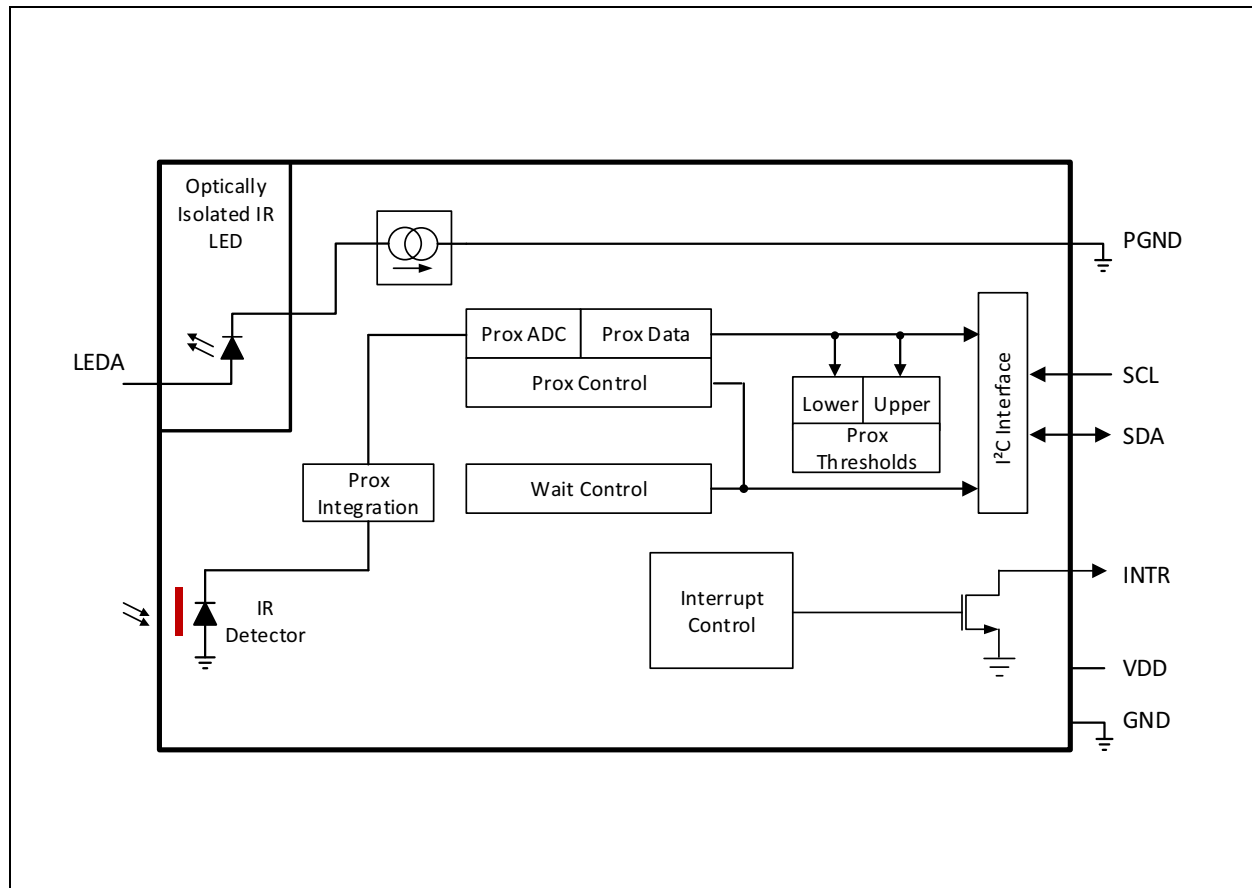 Optically
Isolated IR
LED
PGND
LEDA
Prox ADC
Prox Data
Prox Control
Lower
Upper
Prox
Thresholds
I²C Interface
SCL
SDA
Prox
Integration
Wait Control
IR
Detector
Interrupt
Control
INTR
VDD
GND